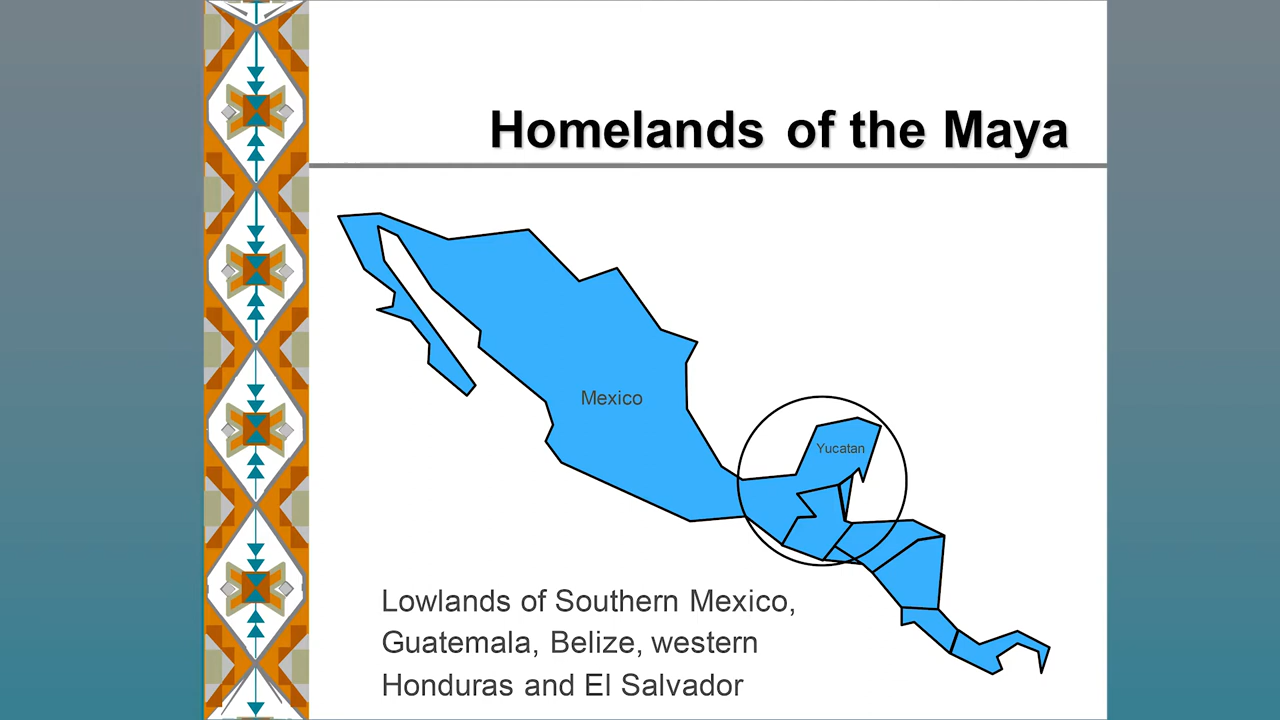 Homelands of the Maya
Mexico
Yucatan
Lowlands of Southern Mexico,
Guatemala, Belize, western
Honduras and El Salvador